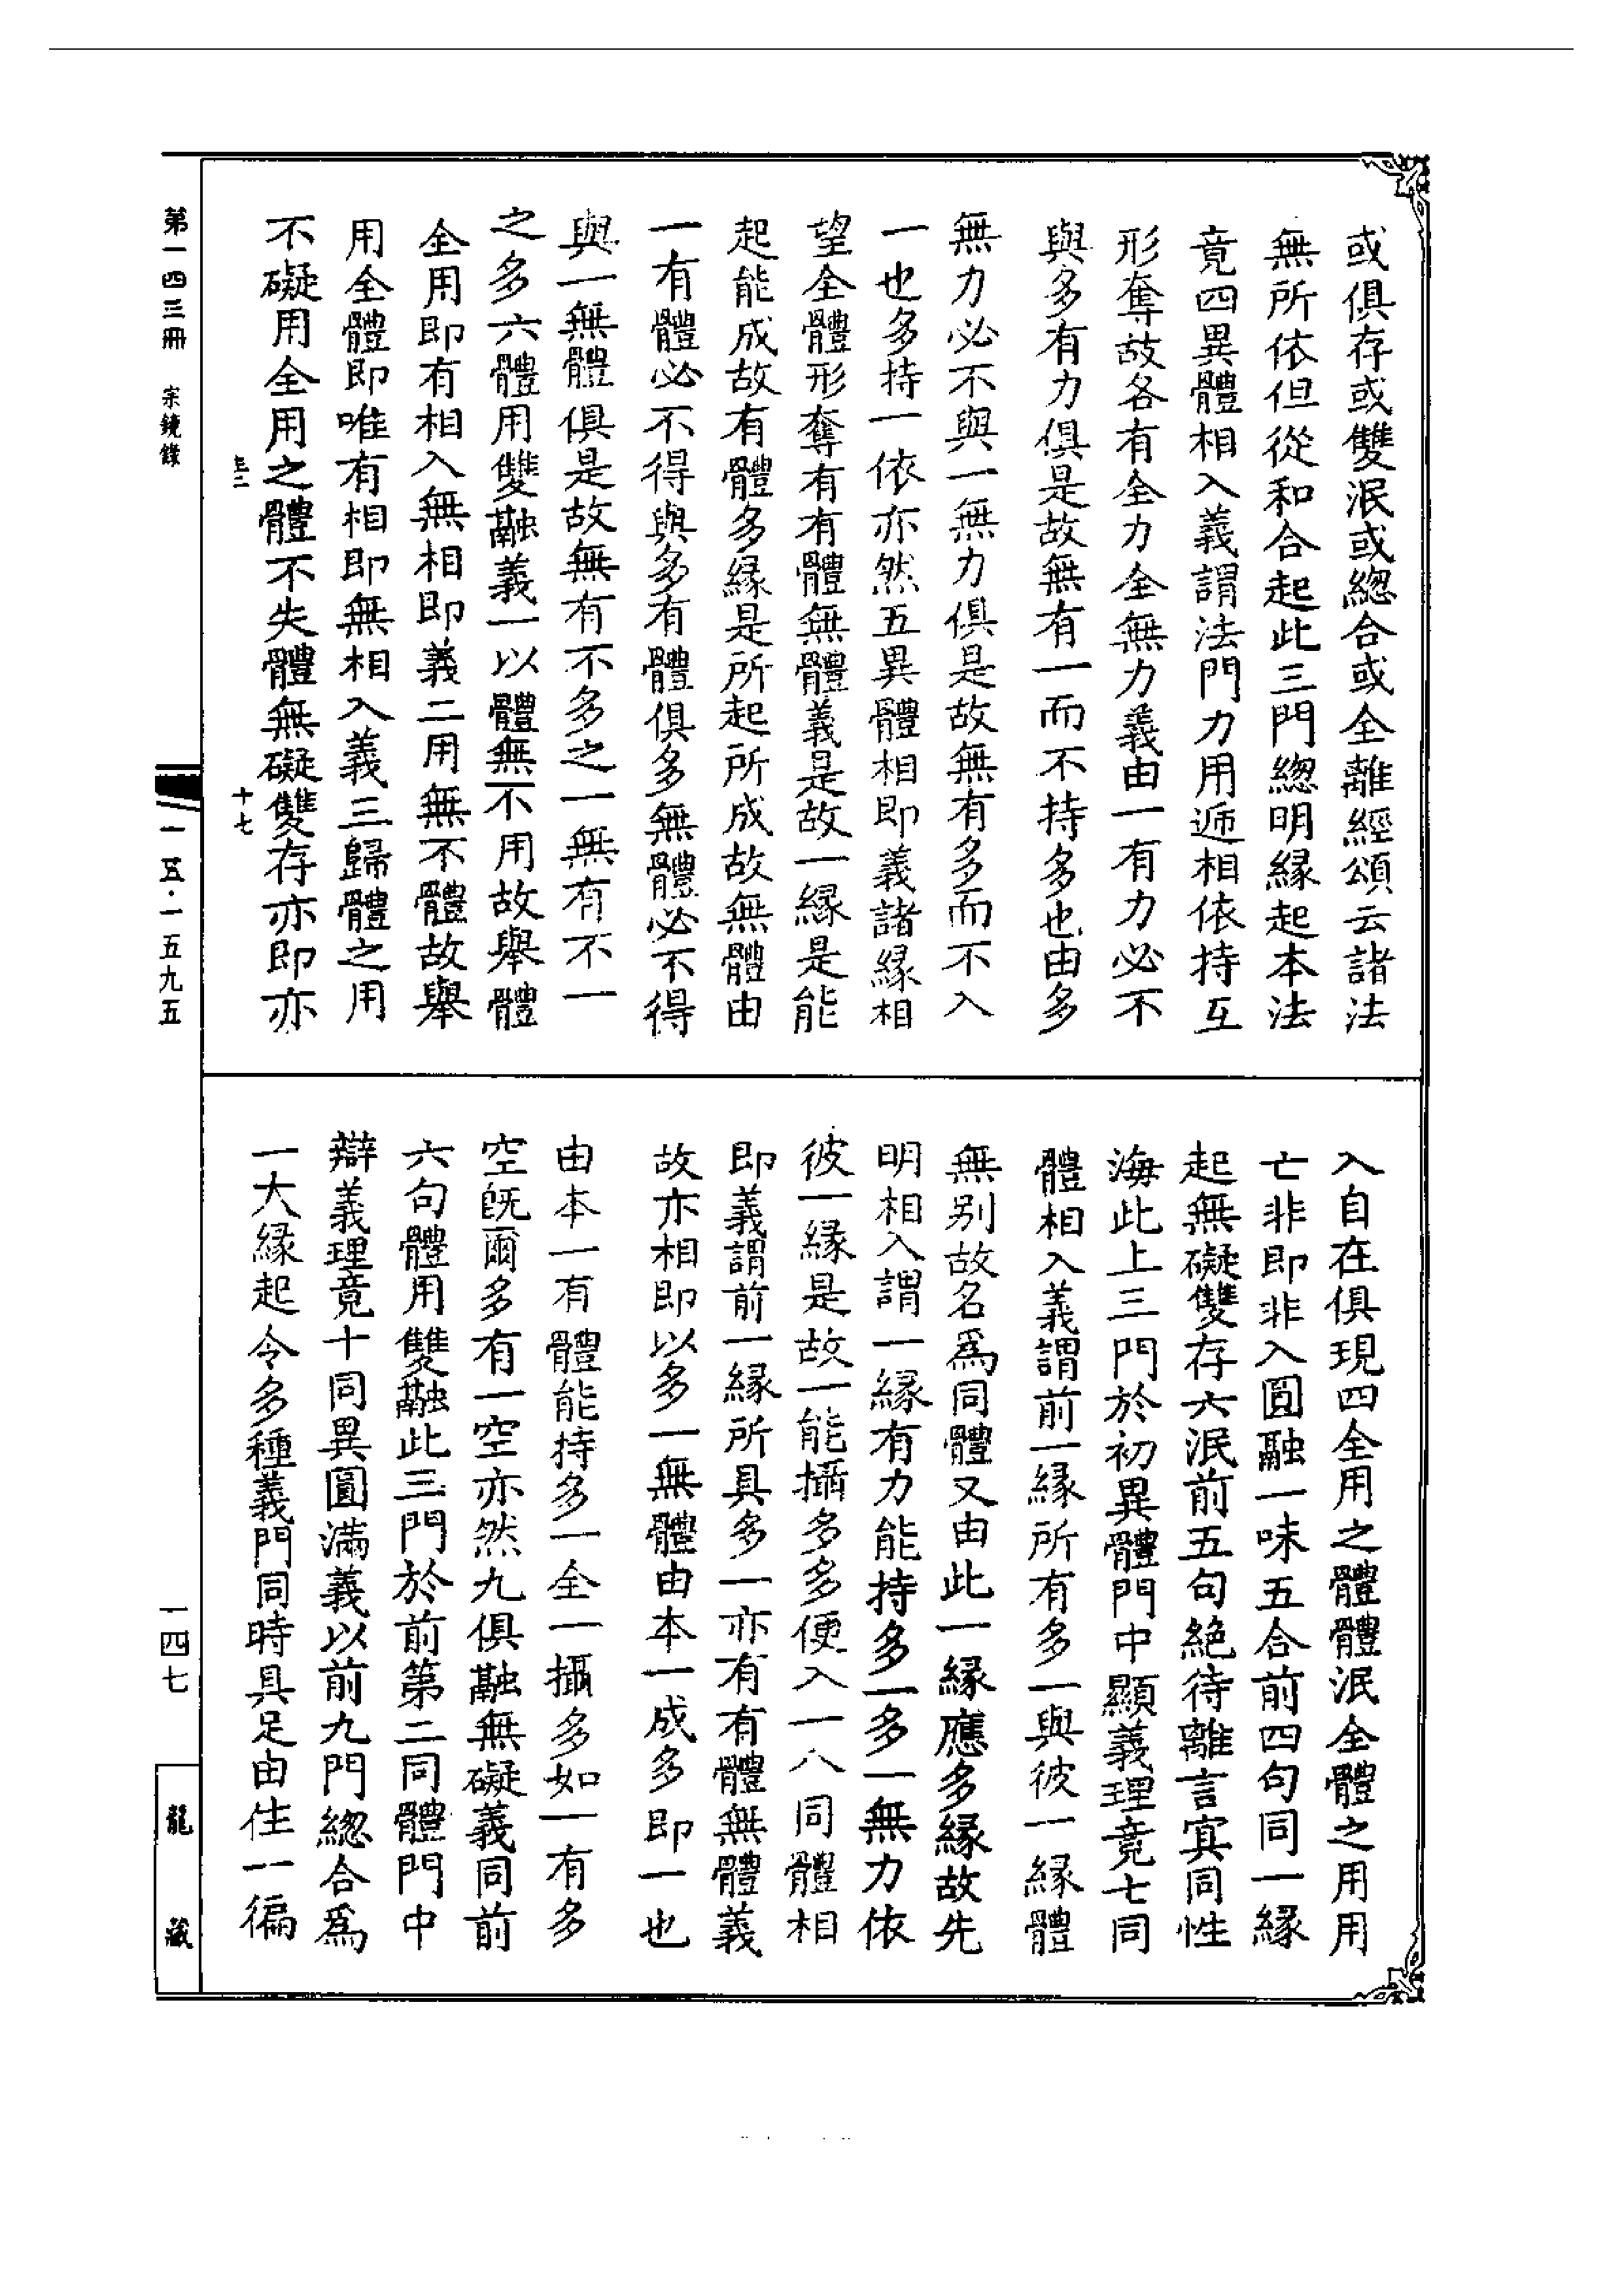 或俱存或雙泯或總合或全離經頌云諸法
無所依但從和合起此三門總明緣起本法
竟四異體相入義謂法門力用遞相依持互
形奪故各有全力全無力義由一有力必不
與多有力俱是故無有一而不持多也由多
無力必不與一無力俱是故無有多而不入
一也多持一依亦然五異體相即義諸緣相
望全體形奪有有體無體義是故一緣是能
起能成故有體多緣是所起所成故無體由
一有體必不得與多有體俱多無體必不得
與一無體俱是故無有不多之一無有不一
之多六體用雙融義一以體無不用故舉體
全用即有相入無相即義二用無不體故舉
用全體即唯有相即無相入義三歸體之用
不礙用全用之體不失體無礙雙存亦即亦
入自在俱現四全用之體體泯全體之用用
亡非即非入圓融一味五合前四句同一緣
起無礙雙存六泯前五句絕待離言冥同性
海此上三門於初異體門中顯義理竟七同
體相入義謂前一緣所有多一與彼一緣體
無別故名為同體又由此一緣應多緣故先
明相入謂一緣有力能持多一多一無力依
彼一緣是故一能攝多多便入一八同體相
即義謂前一緣所具多一亦有有體無體義
故亦相即以多一無體由本一成多即一也
由本一有體能持多一全一攝多如一有多
空既爾多有一空亦然九俱融無礙義同前
六句體用雙融此三門於前第二同體門中
辯義理竟十同異圓滿義以前九門總合為
一大緣起令多種義門同時具足由住一徧
十七
第一四三冊 宗鏡錄
一五·一五九五
一四七
龍藏